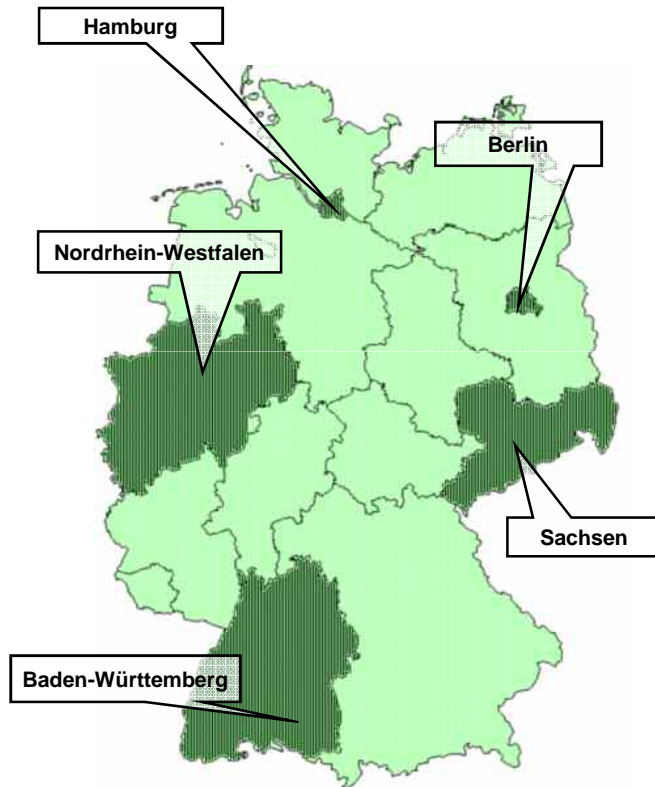 Hamburg
Berlin
Nordrhein-Westfalen
Sachsen
Baden-Württemberg